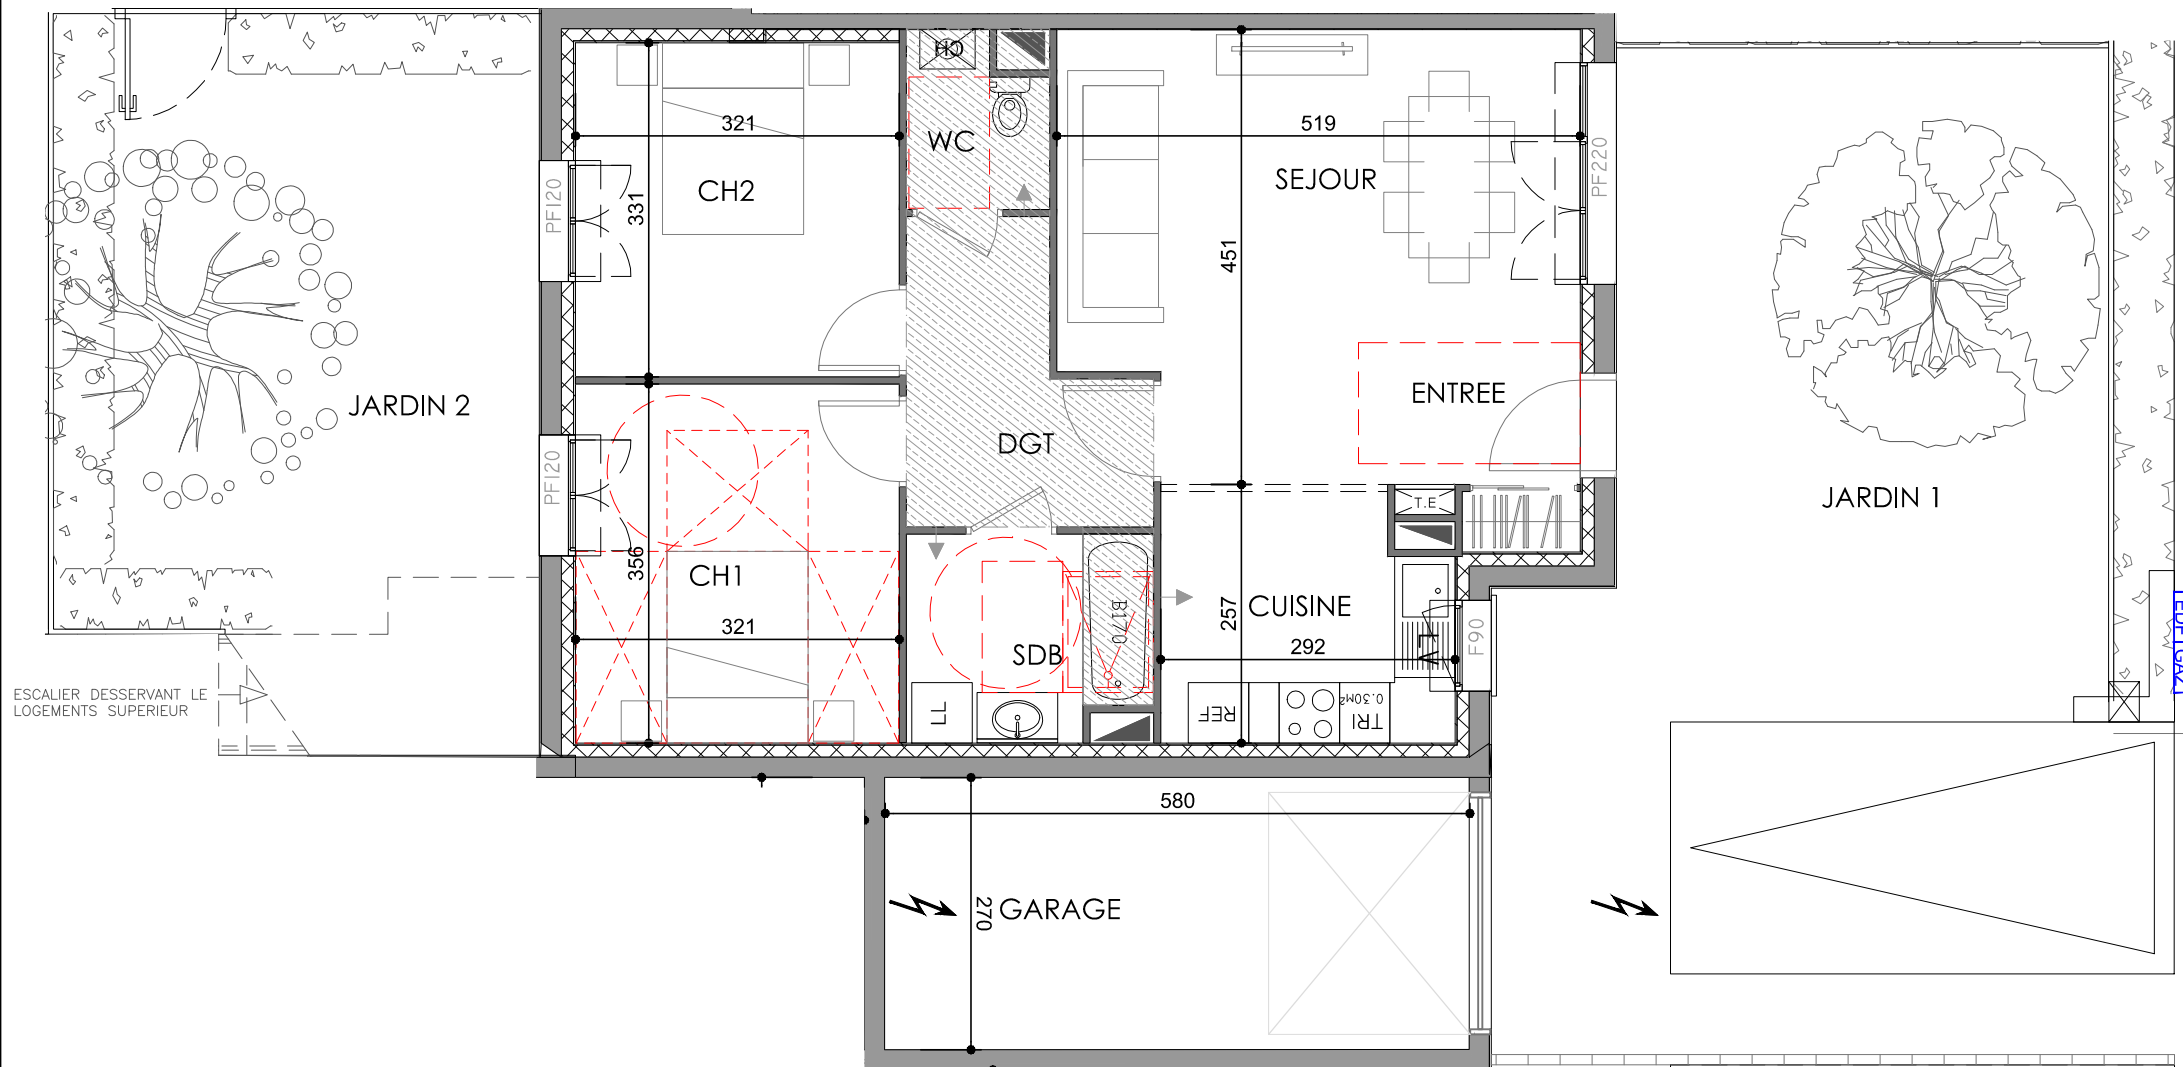 CH
WC
321
519
SEJOUR
PF220
CH2
PF120
331
451
ENTREE
JARDIN 2
DGT
JARDIN 1
PF120
T.E
356
CH1
B170
257
CUISINE
F90
321
SDB
292
LV
ESCALIER DESSERVANT LE
LOGEMENTS SUPERIEUR
LL
REF
TRI
0.30M²
580
270
GARAGE